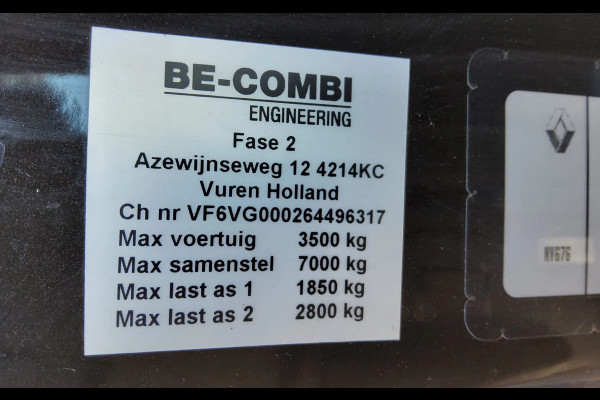 BE-COMBI
ENGINEERING
Fase 2
Azewijnseweg 12 4214KC
Vuren Holland
Ch nr VF6VG000264496317
Max voertuig 3500 kg
Max samenstel 7000 kg
Max last as 1 1850 kg
Max last as 2 2800 kg
NV676